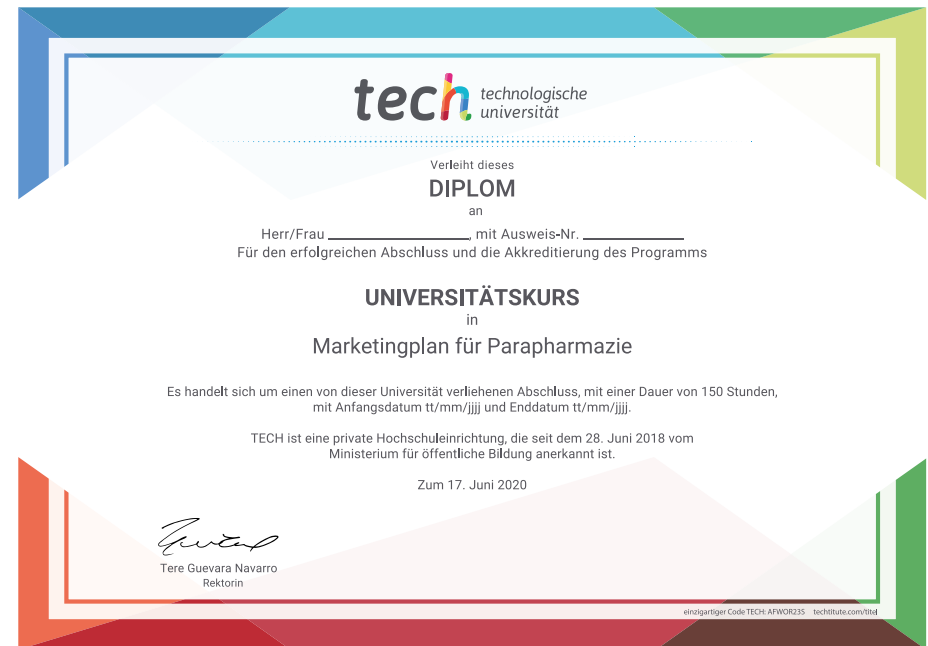 tech technologische
universität
Verleiht dieses
DIPLOM
an
Herr/Frau ____________________, mit Ausweis-Nr. ______________
Für den erfolgreichen Abschluss und die Akkreditierung des Programms
UNIVERSITÄTSKURS
in
Marketingplan für Parapharmazie
Es handelt sich um einen von dieser Universität verliehenen Abschluss, mit einer Dauer von 150 Stunden,
mit Anfangsdatum tt/mm/jjjj und Enddatum tt/mm/jjjj.
TECH ist eine private Hochschuleinrichtung, die seit dem 28. Juni 2018 vom
Ministerium für öffentliche Bildung anerkannt ist.
Zum 17. Juni 2020
Tere Guevara Navarro
Rektorin
einzigartiger Code TECH: AFWOR23S techtitute.com/titel